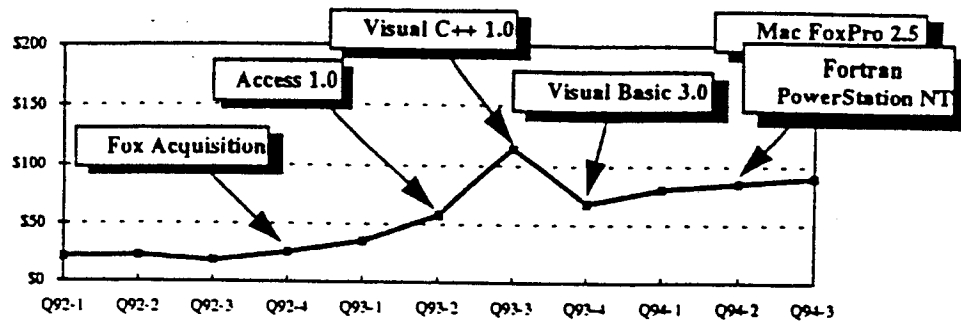 Visual C++ 1.0
Mac FoxPro 2.5
$200
Access 1.0
Fortran
PowerStation NT
Visual Basic 3.0
$150
Fox Acquisition
$100
$50
$0
Q92-1 Q92-2 Q92-3 Q92-4 Q93-1 Q93-2 Q93-3 Q93-4 Q94-1 Q94-2 Q94-3